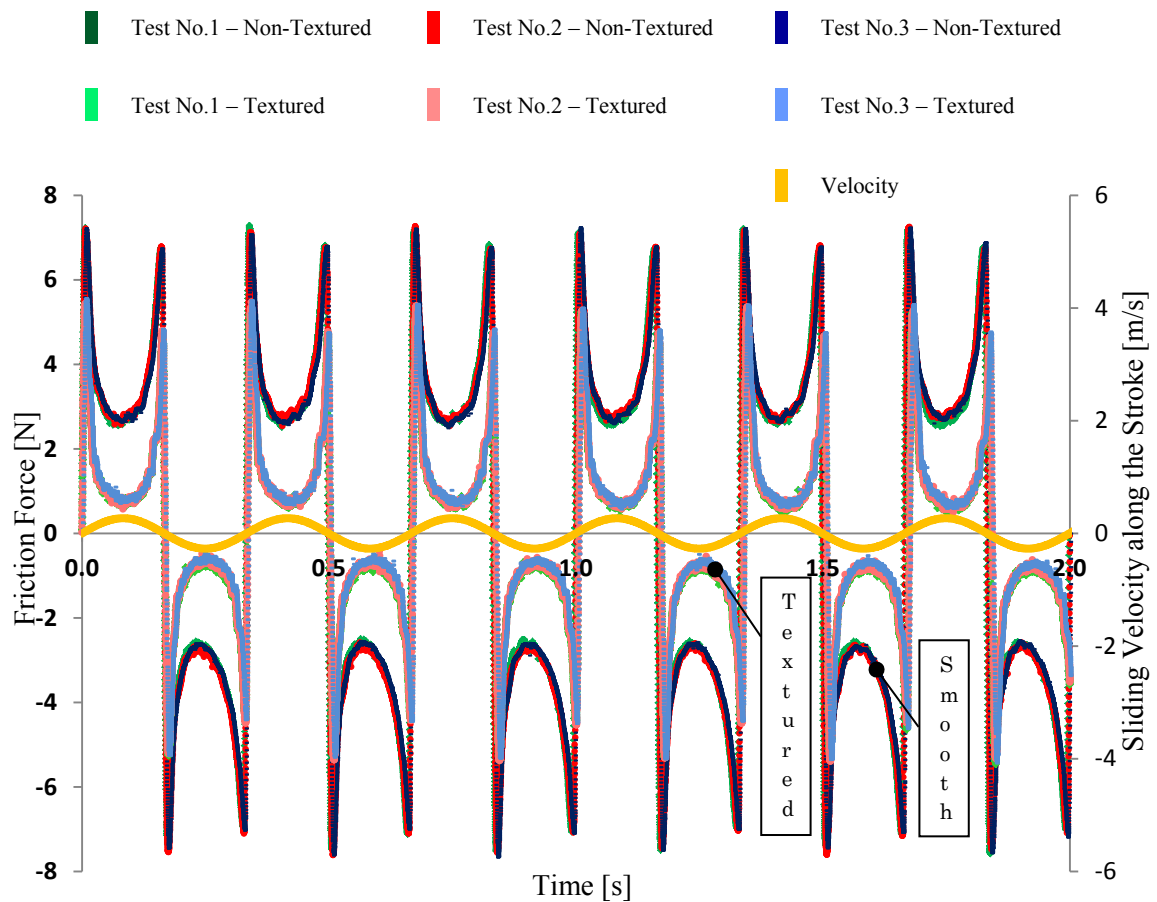 Test No.1 – Non-Textured
Test No.2 – Non-Textured
Test No.3 – Non-Textured
Test No.1 – Textured
Test No.2 – Textured
Test No.3 – Textured
Velocity
8
6
4
2
0
-2
-4
-6
-8
Friction Force [N]
6
4
2
0
-2
-4
-6
Sliding Velocity along the Stroke [m/s]
0.0
0.5
1.0
1.5
2.0
Time [s]
Textured
Smooth